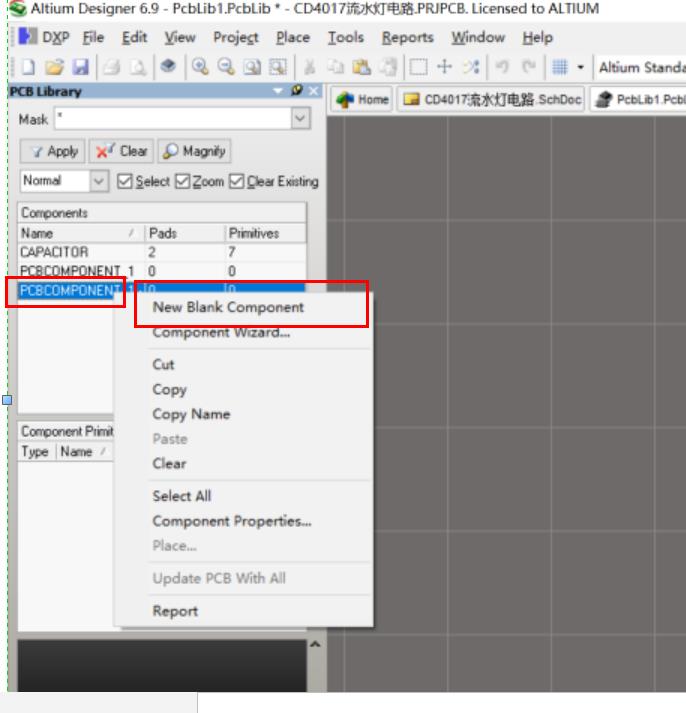 Altium Designer 6.9 - PcbLib1.PcbLib * - CD4017流水灯电路.PRJPCB. Licensed to ALTIUM
DXP File Edit View Project Place Tools Reports Window Help
Altium Standa
PCB Library
Home CD4017流水灯电路.SchDoc PcbLib1.PcbL
Mask *
Apply Clear Magnify
Normal Select Zoom Clear Existing
Components
Name / Pads Primitives
CAPACITOR 2 7
PCBCOMPONENT_1 0 0
PCBCOMPONENT_1 0 0
New Blank Component
Component Wizard...
Cut
Copy
Copy Name
Paste
Clear
Select All
Component Properties...
Place...
Update PCB With All
Report
Component Primit
Type Name /